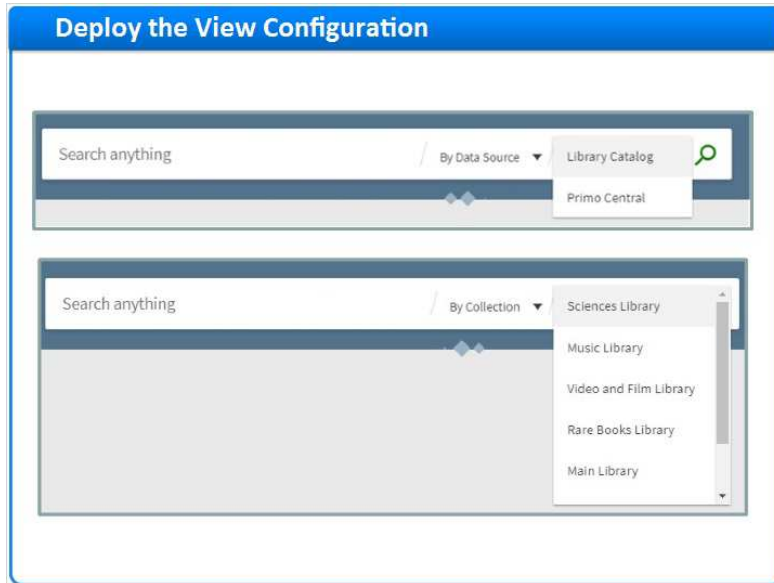 Deploy the View Configuration
Search anything By Data Source Library Catalog
Primo Central
Search anything By Collection Sciences Library
Music Library
Video and Film Library
Rare Books Library
Main Library